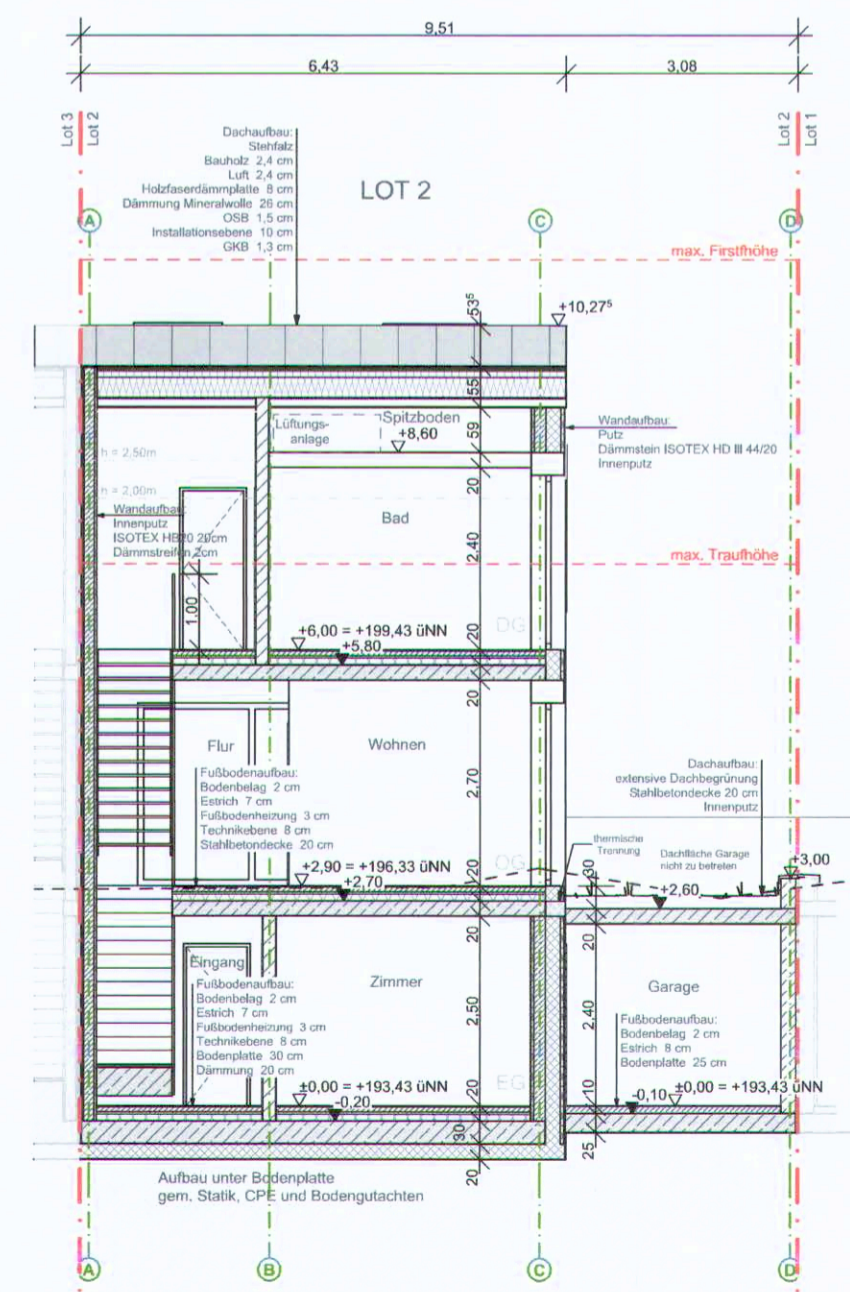 9,51
6,43
3,08
Lot 3
Lot 2
Lot 2
Lot 1
Dachaufbau:
Stehfalz
Bauholz 2,4 cm
Luft 2,4 cm
Holzfaserdämmplatte 8 cm
Dämmung Mineralwolle 26 cm
OSB 1,5 cm
Installationsebene 10 cm
GKB 1,3 cm
LOT 2
A
C
D
max. Firsthöhe
53⁵
+10,27⁵
55
Lüftungs-
anlage
Spitzboden
+8,60
59
Wandaufbau:
Putz
Dämmstein ISOTEX HD III 44/20
Innenputz
h = 2,50m
h = 2,00m
20
Wandaufbau:
Innenputz
ISOTEX HB20 20cm
Dämmstreifen 2cm
Bad
2,40
max. Traufhöhe
1,00
DG
+6,00 = +199,43 üNN
+5,80
20
20
Flur
Wohnen
Fußbodenaufbau:
Bodenbelag 2 cm
Estrich 7 cm
Fußbodenheizung 3 cm
Technikebene 8 cm
Stahlbetondecke 20 cm
2,70
Dachaufbau:
extensive Dachbegrünung
Stahlbetondecke 20 cm
Innenputz
thermische
Trennung
Dachfläche Garage
nicht zu betreten
+3,00
OG
+2,90 = +196,33 üNN
+2,70
20
30
+2,60
20
20
Eingang
Zimmer
Garage
Fußbodenaufbau:
Bodenbelag 2 cm
Estrich 7 cm
Fußbodenheizung 3 cm
Technikebene 8 cm
Bodenplatte 30 cm
Dämmung 20 cm
2,50
2,40
Fußbodenaufbau:
Bodenbelag 2 cm
Estrich 8 cm
Bodenplatte 25 cm
EG
±0,00 = +193,43 üNN
-0,20
20
10
-0,10
±0,00 = +193,43 üNN
30
25
20
Aufbau unter Bodenplatte
gem. Statik, CPE und Bodengutachten
A
B
C
D